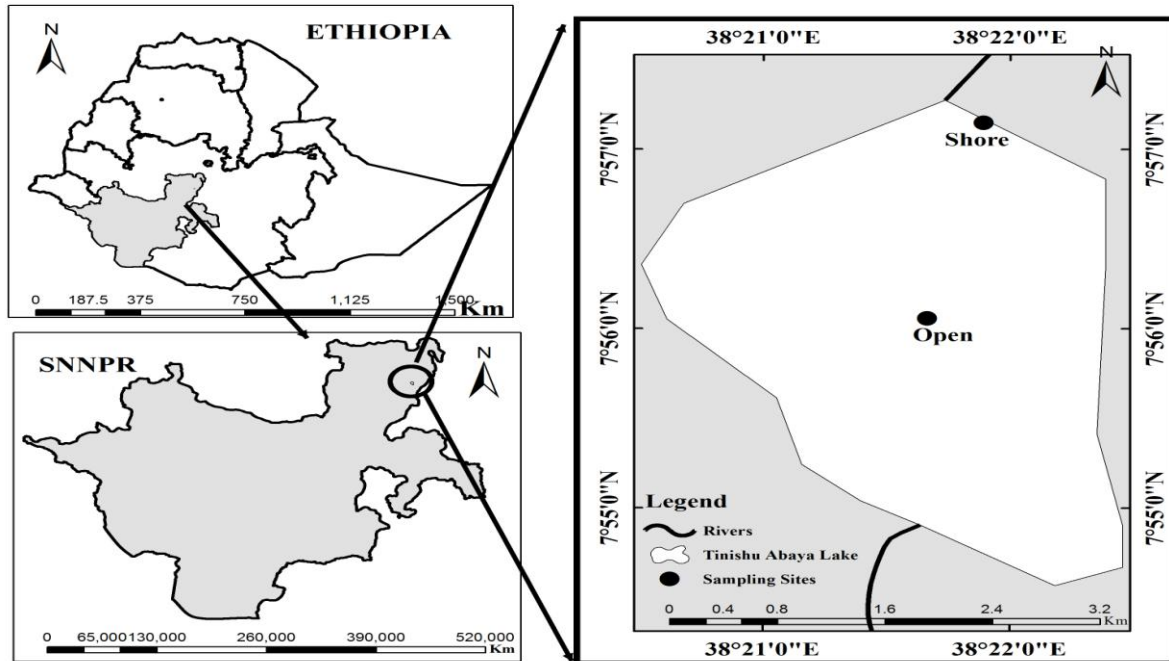 ETHIOPIA
N
0 187.5 375 750 1,125 1,500 Km
SNNPR
N
0 65,000 130,000 260,000 390,000 520,000 Km
38°21'0"E 38°22'0"E
N
Shore
7°57'0"N 7°57'0"N
Open
7°56'0"N 7°56'0"N
7°55'0"N 7°55'0"N
Legend
Rivers
Tinishu Abaya Lake
Sampling Sites
0 0.4 0.8 1.6 2.4 3.2 Km
38°21'0"E 38°22'0"E